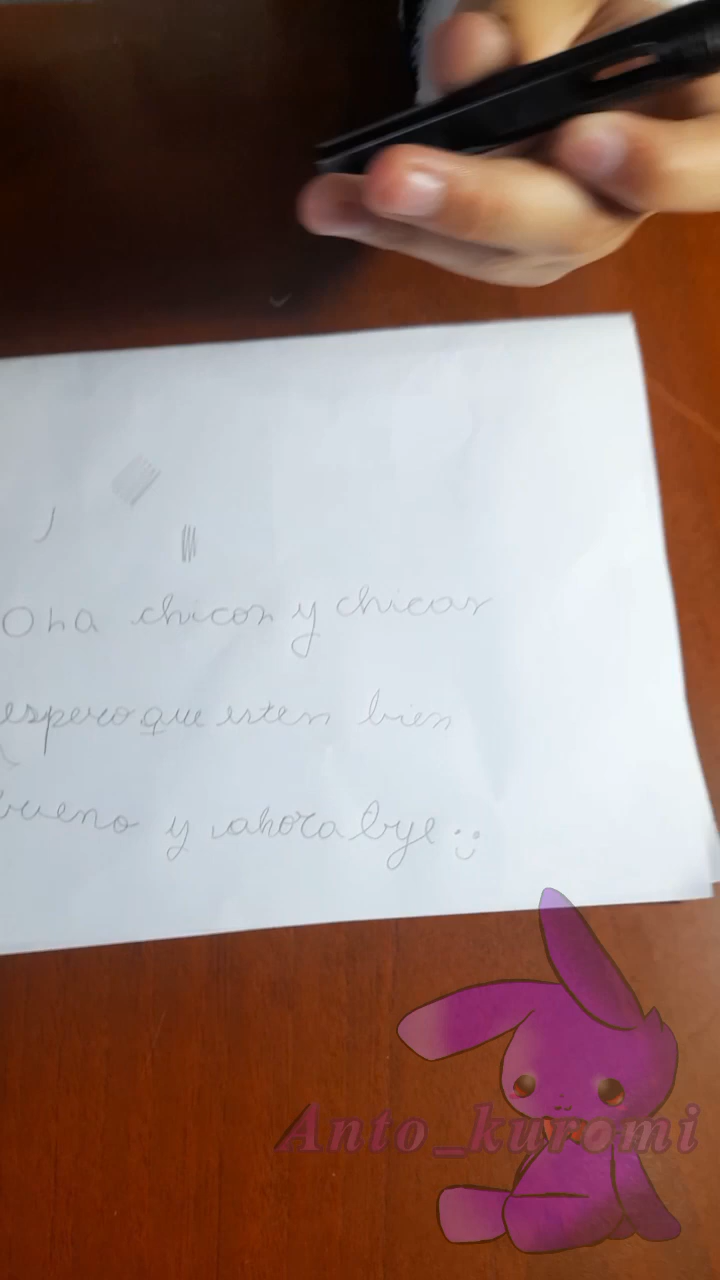 Oha chicos y chicas
espero que esten bien
bueno y ahora bye :)
Anto_kuromi